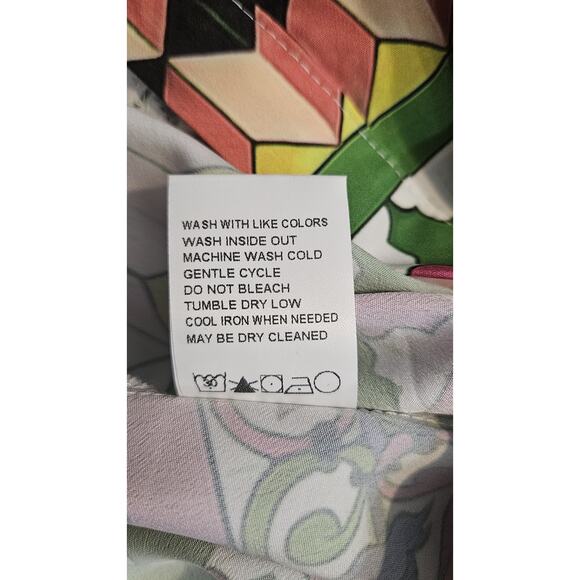 WASH WITH LIKE COLORS
WASH INSIDE OUT
MACHINE WASH COLD
GENTLE CYCLE
DO NOT BLEACH
TUMBLE DRY LOW
COOL IRON WHEN NEEDED
MAY BE DRY CLEANED
30